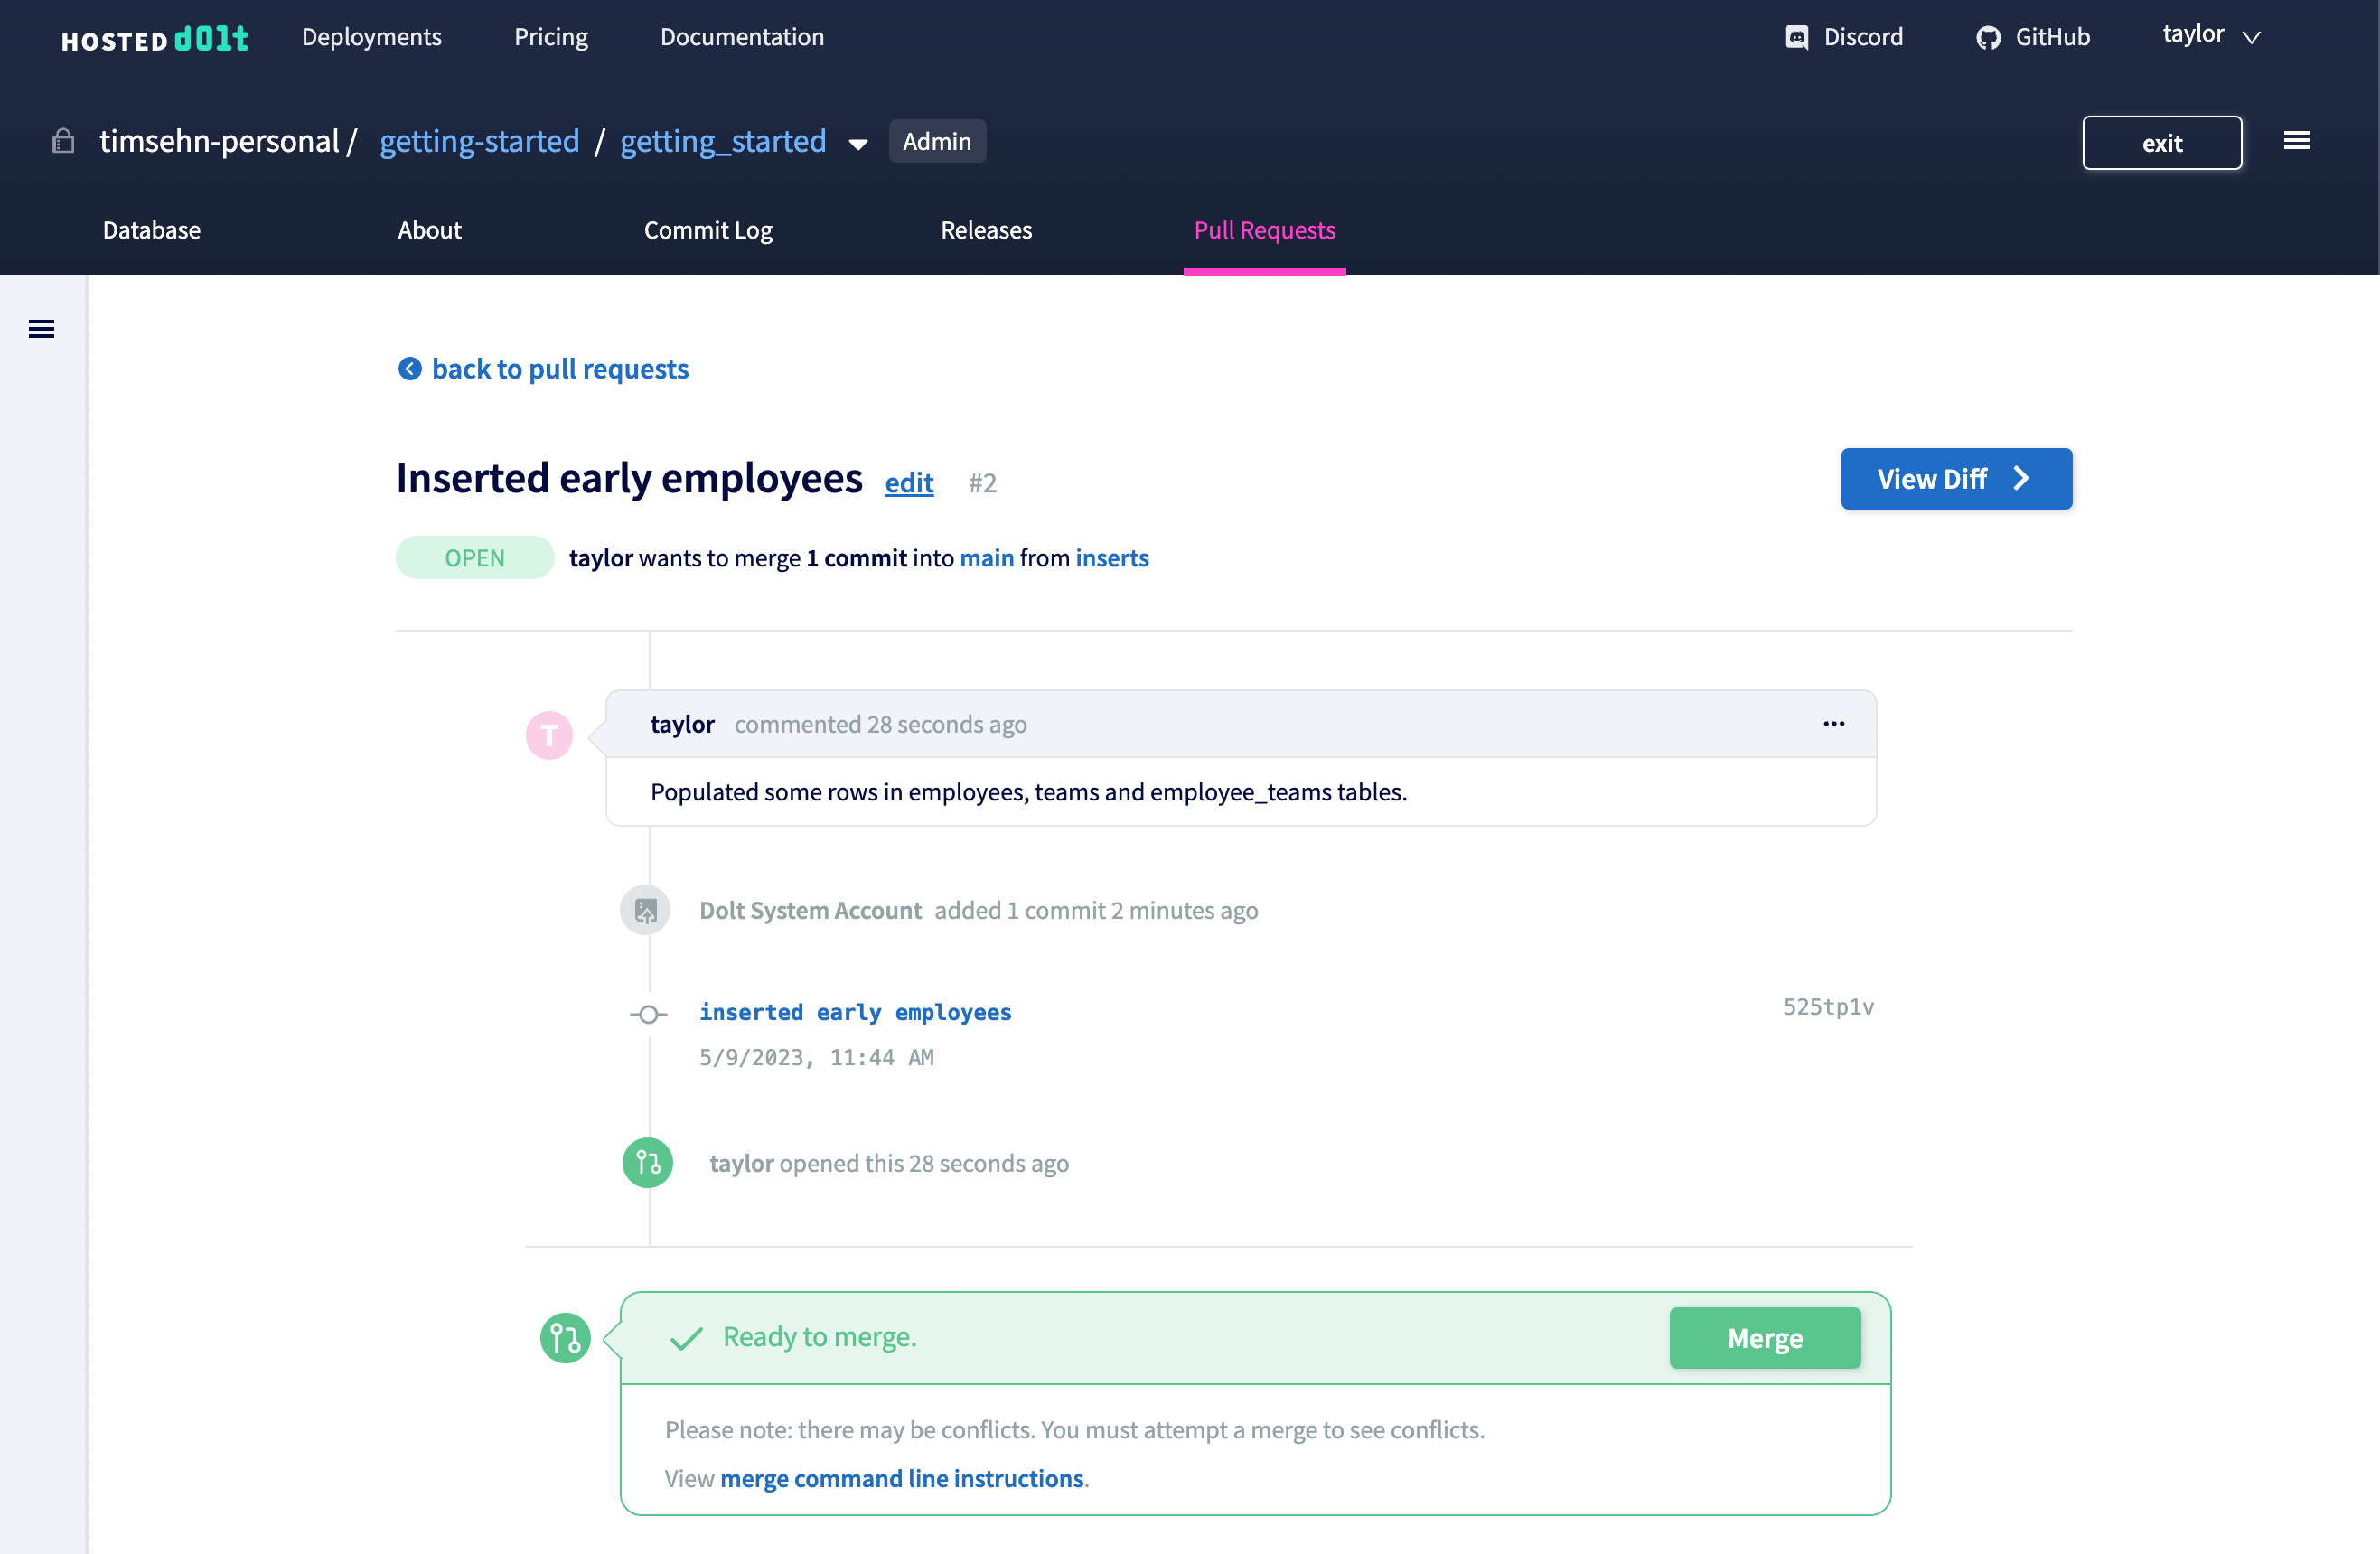 HOSTED dolt Deployments Pricing Documentation Discord GitHub taylor
timsehn-personal / getting-started / getting_started Admin exit
Database About Commit Log Releases Pull Requests
back to pull requests
Inserted early employees edit #2 View Diff
OPEN taylor wants to merge 1 commit into main from inserts
T taylor commented 28 seconds ago
Populated some rows in employees, teams and employee_teams tables.
Dolt System Account added 1 commit 2 minutes ago
inserted early employees 525tp1v
5/9/2023, 11:44 AM
taylor opened this 28 seconds ago
Ready to merge. Merge
Please note: there may be conflicts. You must attempt a merge to see conflicts.
View merge command line instructions.